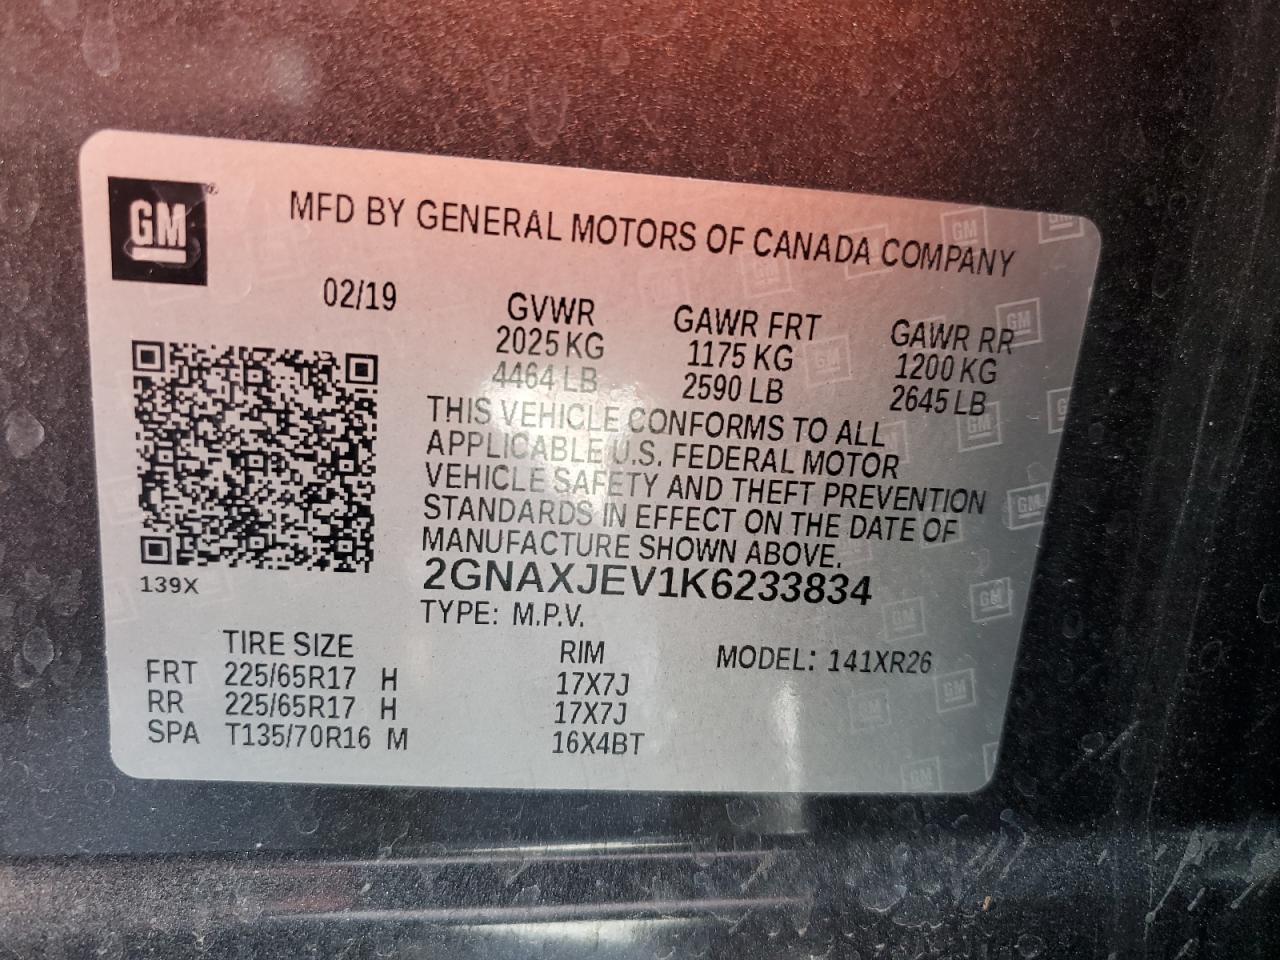 GM
MFD BY GENERAL MOTORS OF CANADA COMPANY
02/19
GVWR GAWR FRT GAWR RR
2025 KG 1175 KG 1200 KG
4464 LB 2590 LB 2645 LB
THIS VEHICLE CONFORMS TO ALL
APPLICABLE U.S. FEDERAL MOTOR
VEHICLE SAFETY AND THEFT PREVENTION
STANDARDS IN EFFECT ON THE DATE OF
MANUFACTURE SHOWN ABOVE.
139X
2GNAXJEV1K6233834
TYPE: M.P.V.
TIRE SIZE RIM MODEL: 141XR26
FRT 225/65R17 H 17X7J
RR 225/65R17 H 17X7J
SPA T135/70R16 M 16X4BT